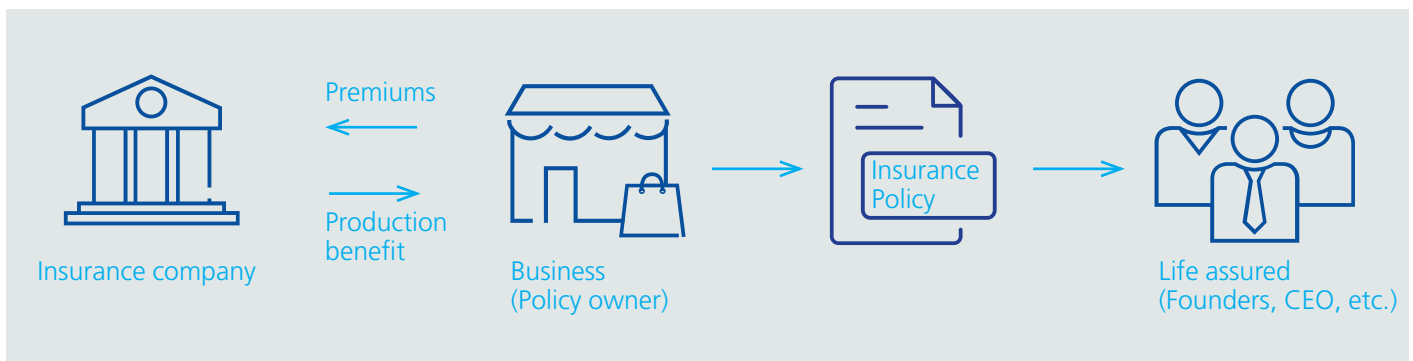 Premiums
Production
benefit
Insurance company
Business
(Policy owner)
Insurance
Policy
Life assured
(Founders, CEO, etc.)